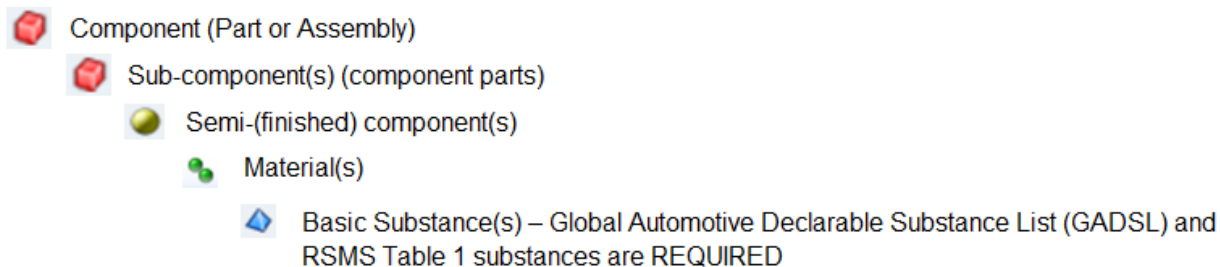 Component (Part or Assembly)
Sub-component(s) (component parts)
Semi-(finished) component(s)
Material(s)
Basic Substance(s) – Global Automotive Declarable Substance List (GADSL) and
RSMS Table 1 substances are REQUIRED